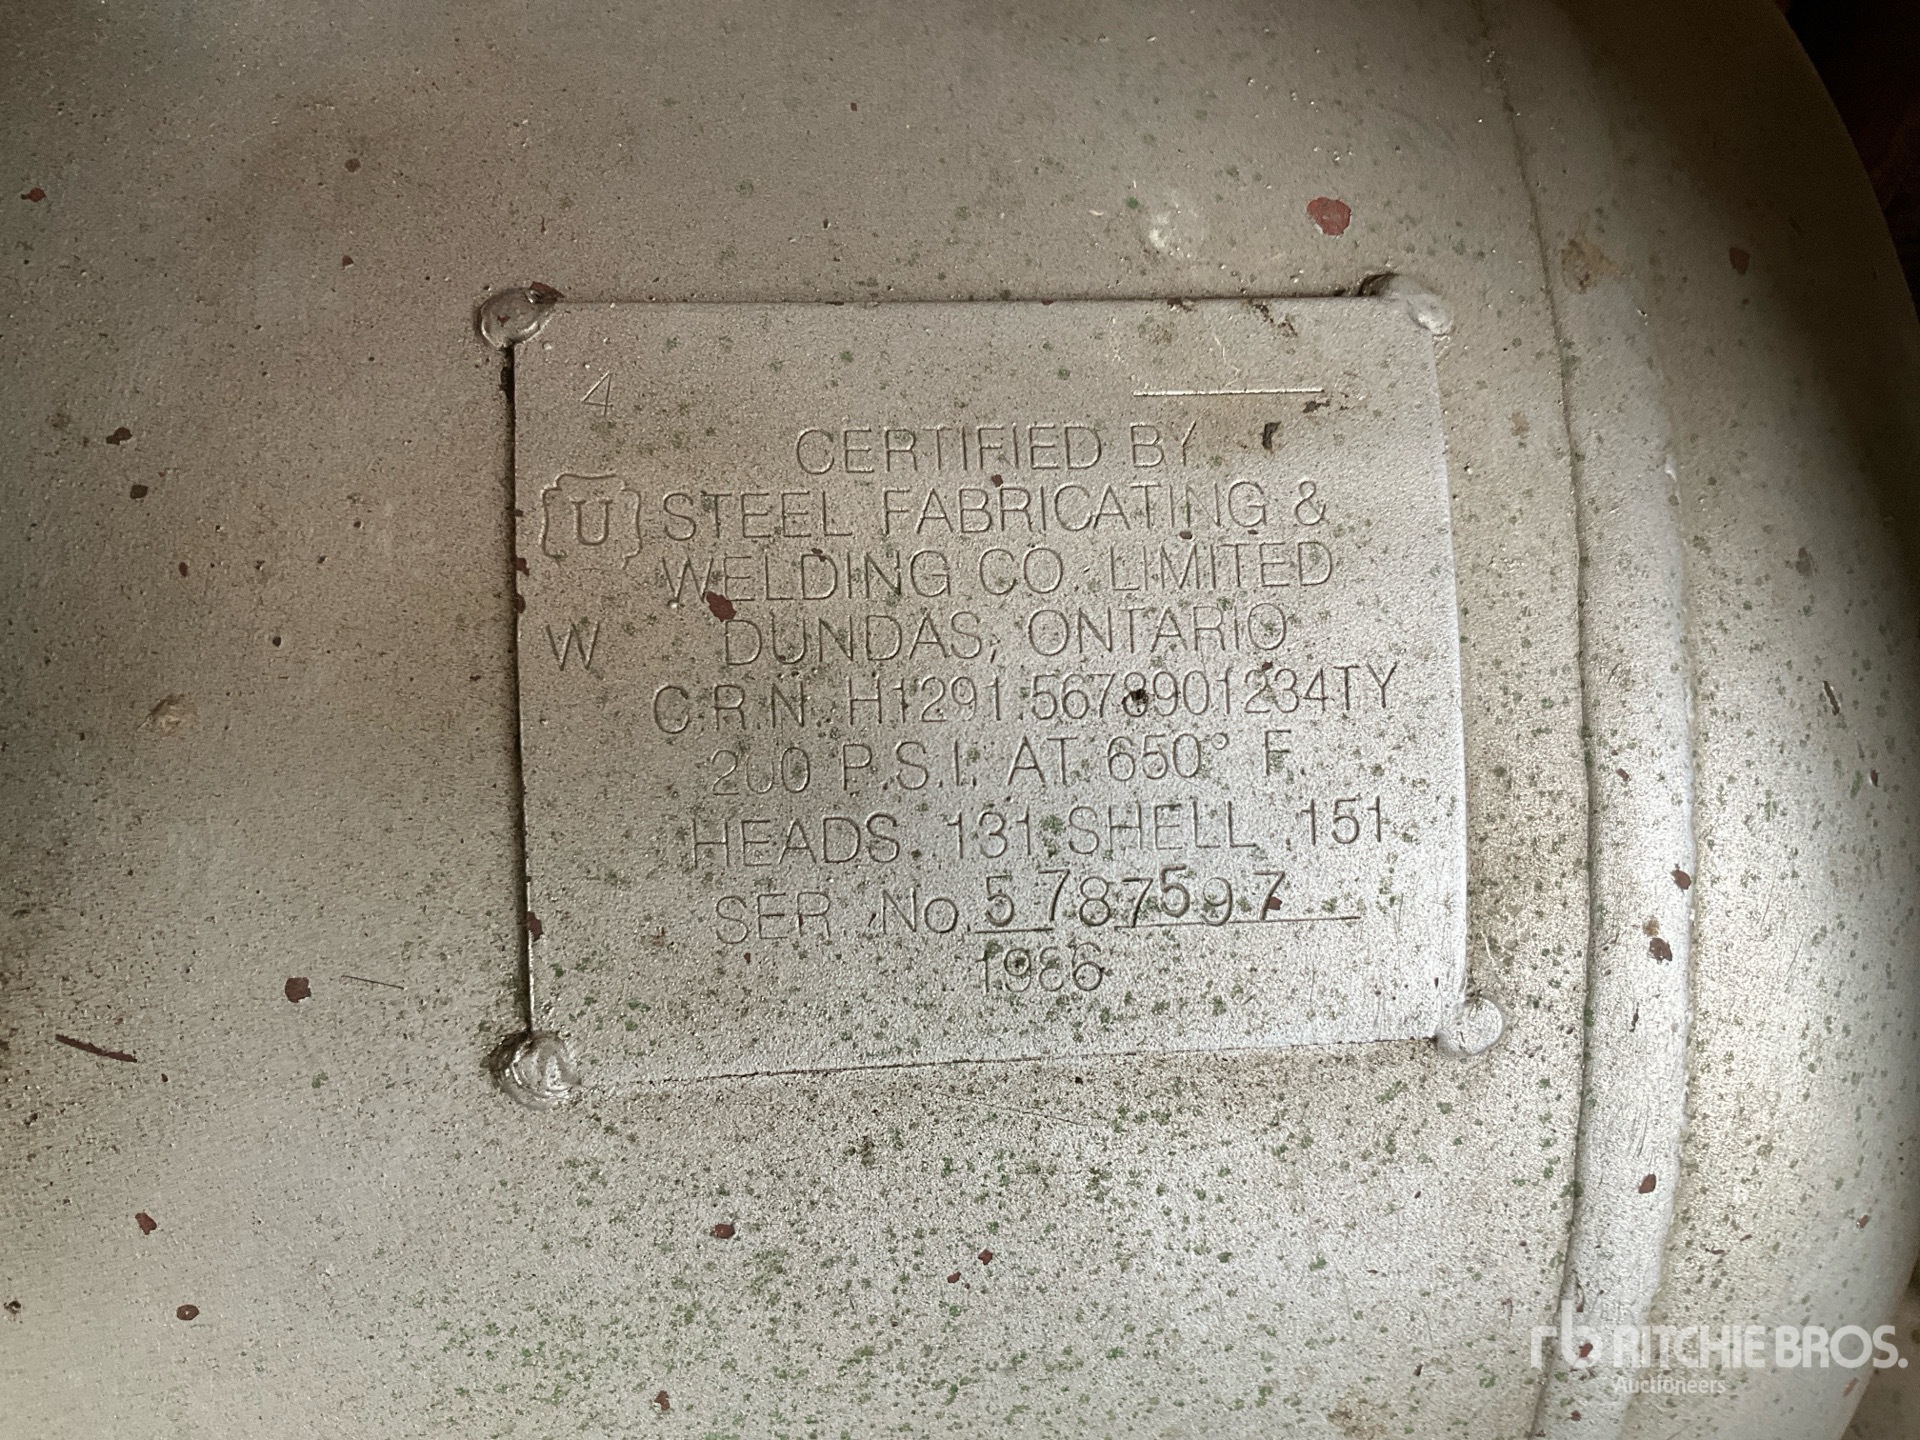 4
CERTIFIED BY
U STEEL FABRICATING &
WELDING CO. LIMITED
W DUNDAS, ONTARIO
C.R.N. H1291.5678901234TY
200 P.S.I. AT 650° F.
HEADS .131 SHELL .151
SER. No. 5787597
1986
rb RITCHIE BROS.
Auctioneers